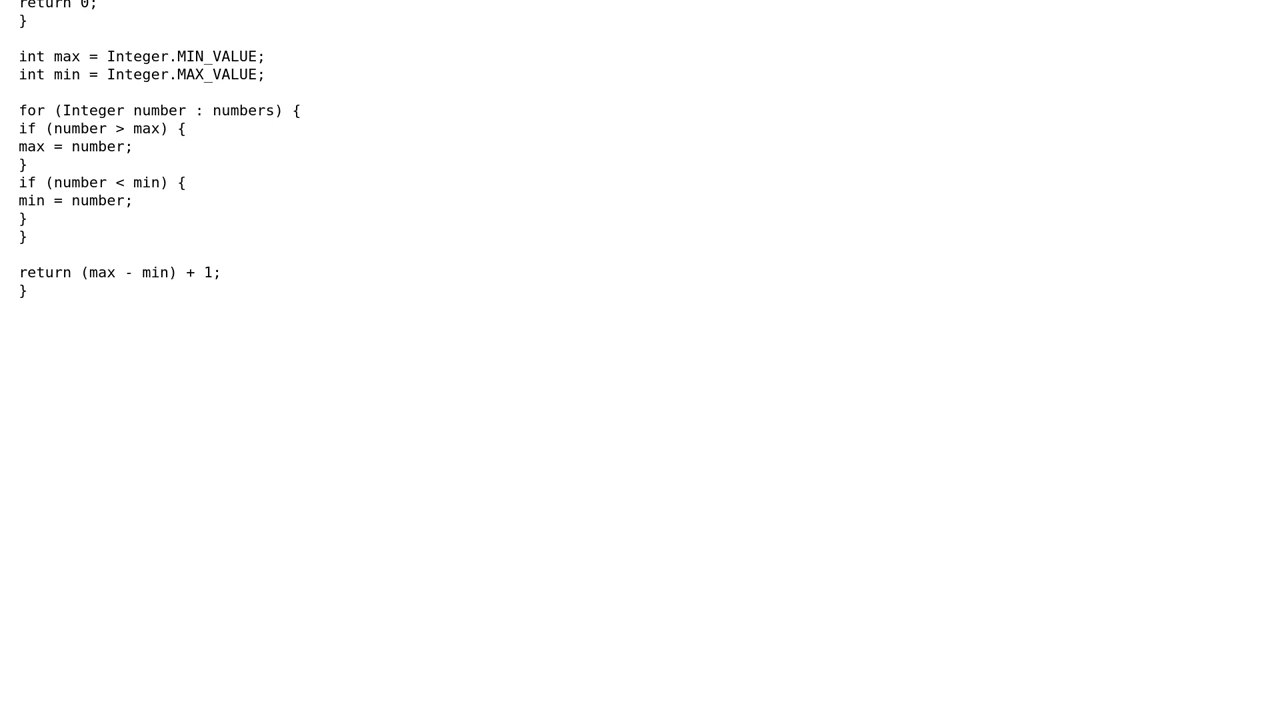 return 0;
}

int max = Integer.MIN_VALUE;
int min = Integer.MAX_VALUE;

for (Integer number : numbers) {
if (number > max) {
max = number;
}
if (number < min) {
min = number;
}
}

return (max - min) + 1;
}